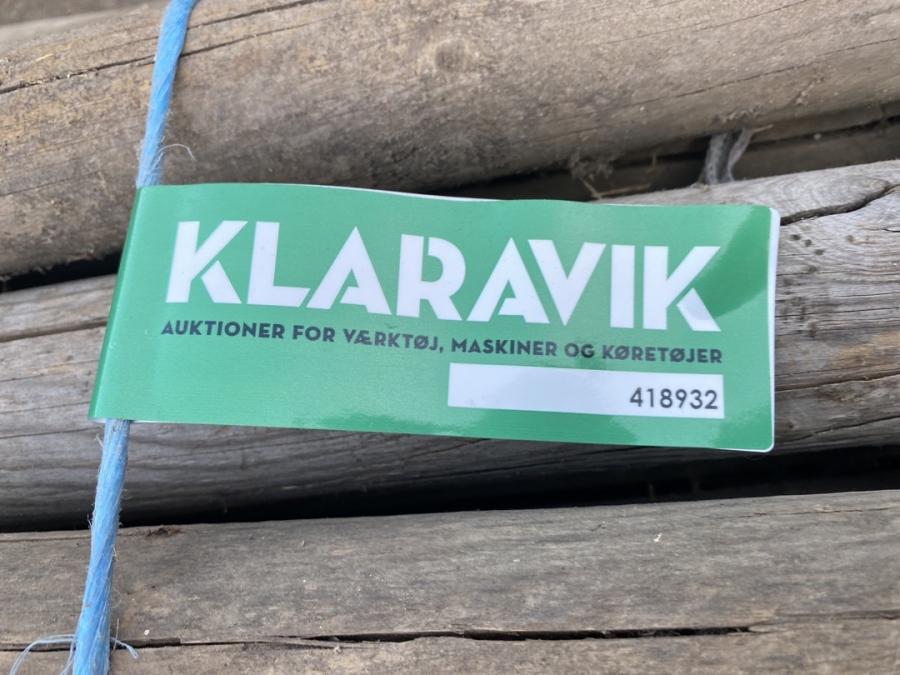 KLARAVIK
AUKTIONER FOR VÆRKTØJ, MASKINER OG KØRETØJER
418932